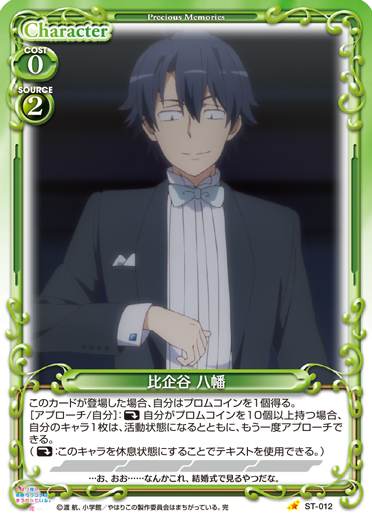 Precious Memories
Character
COST
0
SOURCE
2
比企谷 八幡
このカードが登場した場合、自分はプロムコインを1個得る。
[アプローチ/自分]: 自分がプロムコインを10個以上持つ場合、
自分のキャラ1枚は、活動状態になるとともに、もう一度アプローチで
きる。
( :このキャラを休息状態にすることでテキストを使用できる。)
…お、おお……なんかこれ、結婚式で見るやつだな。
©渡 航、小学館/やはりこの製作委員会はまちがっている。完
ST-012